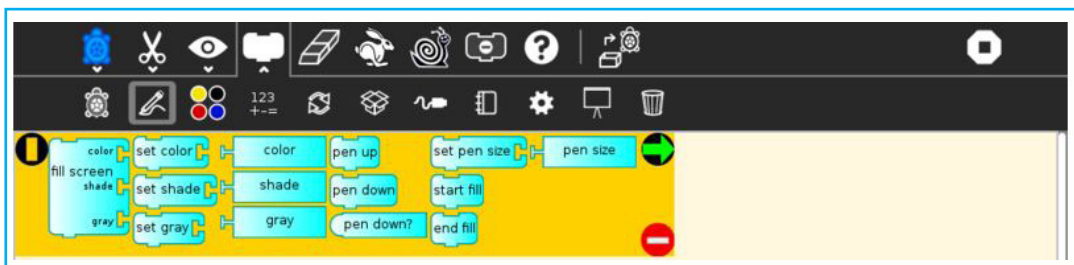 123
+-=
color set color color pen up set pen size pen size
fill screen
shade set shade shade pen down start fill
gray set gray gray pen down? end fill